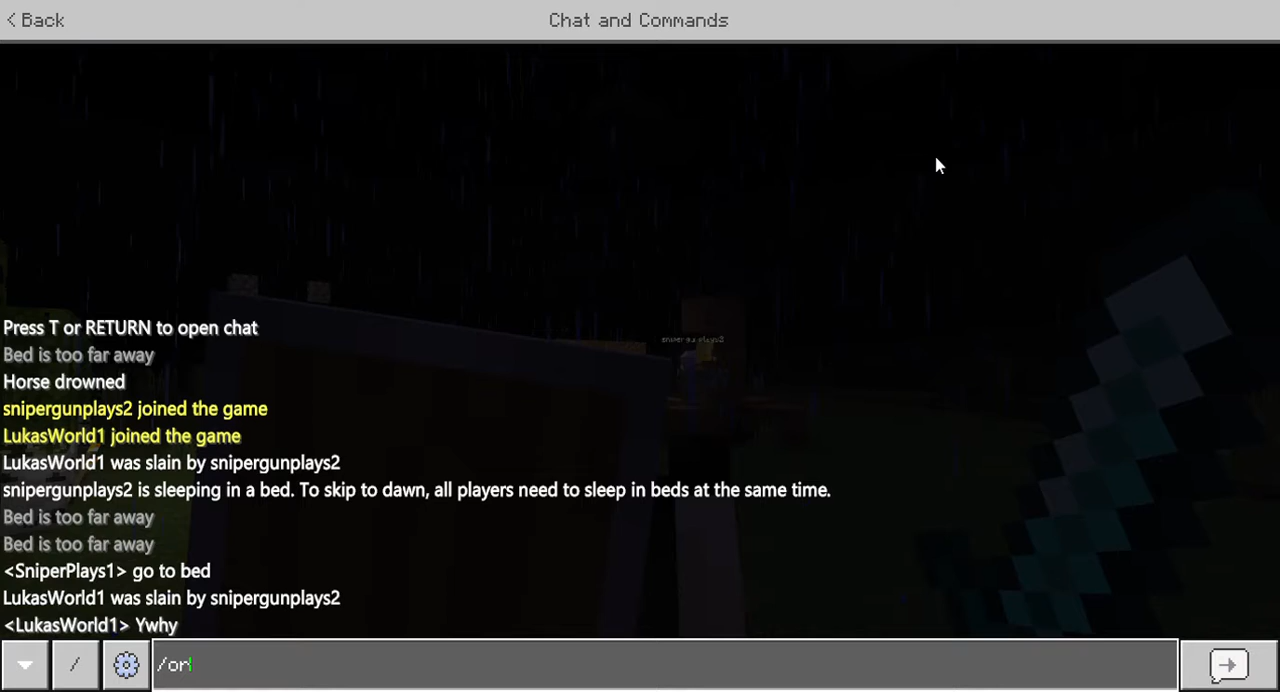 < Back
Chat and Commands
Press T or RETURN to open chat
Bed is too far away
Horse drowned
snipergunplays2 joined the game
LukasWorld1 joined the game
LukasWorld1 was slain by snipergunplays2
snipergunplays2 is sleeping in a bed. To skip to dawn, all players need to sleep in beds at the same time.
Bed is too far away
Bed is too far away
<SniperPlays1> go to bed
LukasWorld1 was slain by snipergunplays2
<LukasWorld1> Ywhy
/
/or